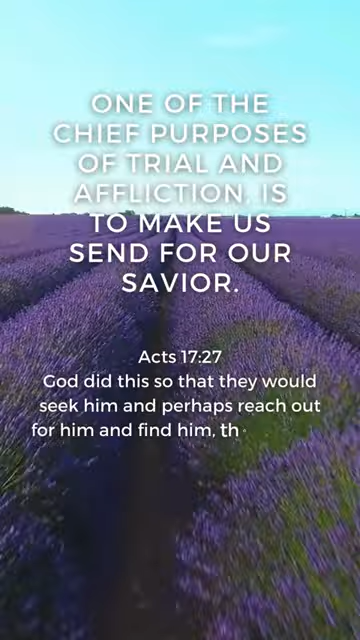 ONE OF THE
CHIEF PURPOSES
OF TRIAL AND
AFFLICTION, IS
TO MAKE US
SEND FOR OUR
SAVIOR.
Acts 17:27
God did this so that they would
seek him and perhaps reach out
for him and find him, th